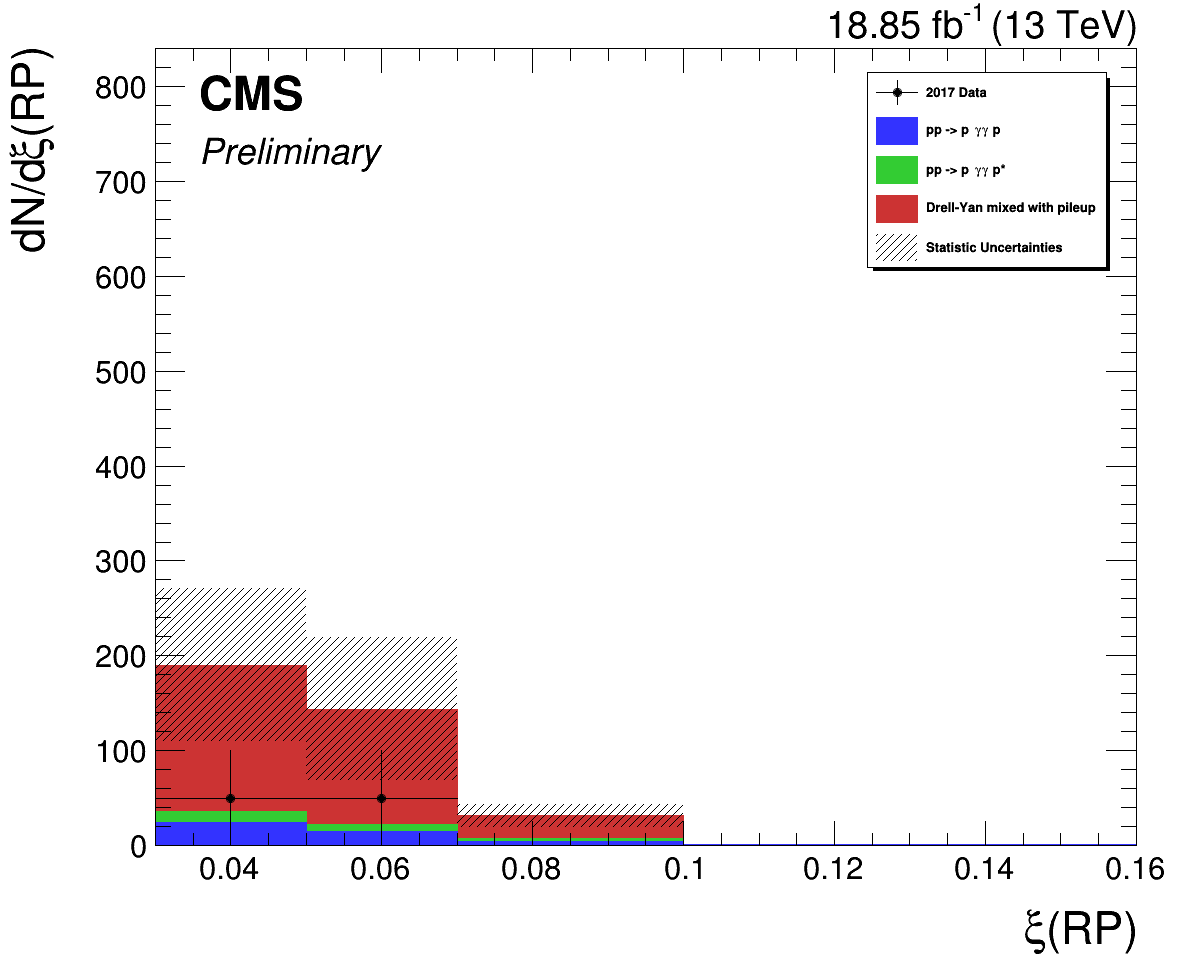 18.85 fb⁻¹ (13 TeV)
dN/dξ(RP)
CMS
Preliminary
2017 Data
pp -> p γγ p
pp -> p γγ p*
Drell-Yan mixed with pileup
Statistic Uncertainties
800
700
600
500
400
300
200
100
0
0.04 0.06 0.08 0.1 0.12 0.14 0.16
ξ(RP)